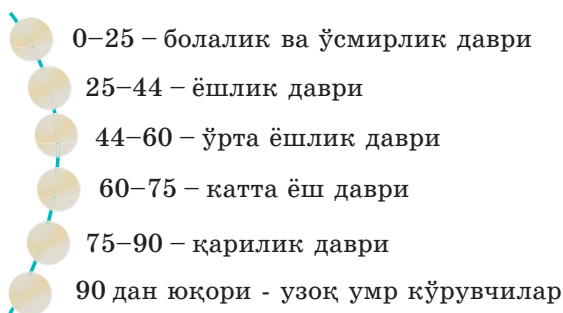 0–25 – болалик ва ўсмирлик даври
25–44 – ёшлик даври
44–60 – ўрта ёшлик даври
60–75 – катта ёш даври
75–90 – қарилик даври
90 дан юқори - узоқ умр кўрувчилар